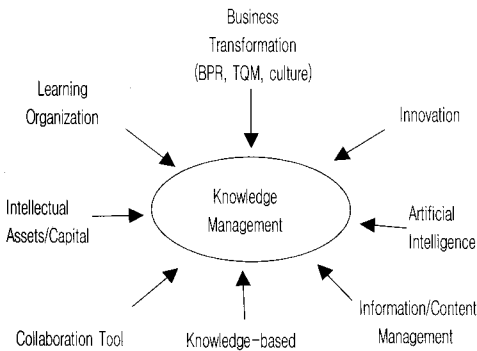 Business
Transformation
(BPR, TQM, culture)
Learning
Organization
Innovation
Knowledge
Management
Intellectual
Assets/Capital
Artificial
Intelligence
Information/Content
Management
Collaboration Tool
Knowledge-based